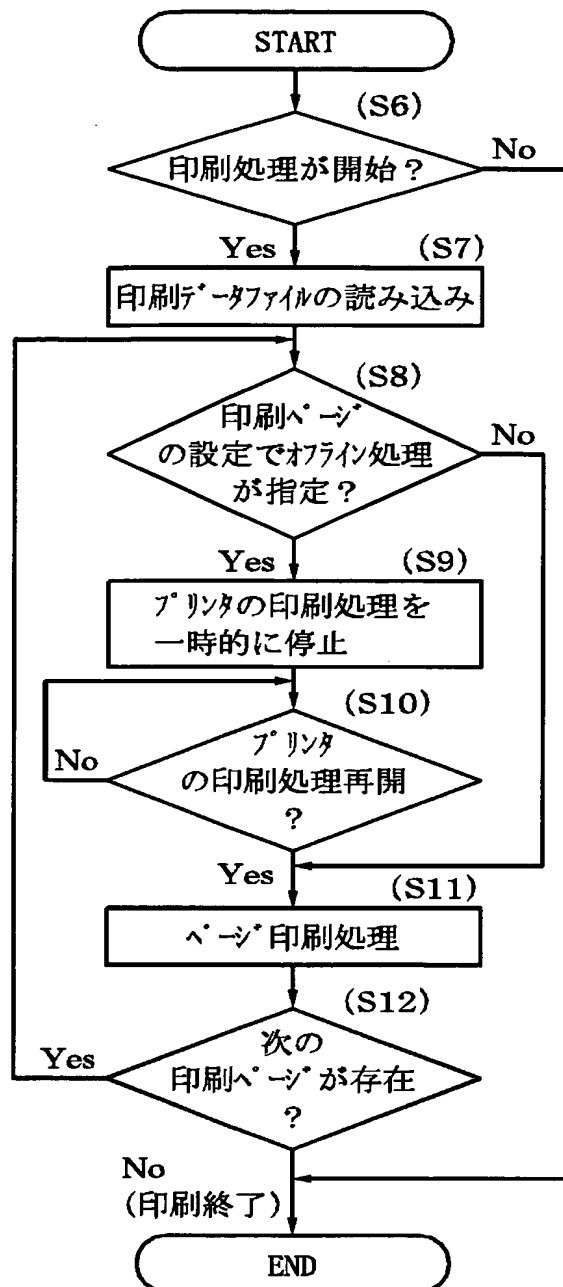 START
(S6)
印刷処理が開始？
No
Yes
(S7)
印刷ﾃﾞｰﾀﾌｧｲﾙの読み込み
(S8)
印刷ﾍﾟｰｼﾞ
の設定でｵﾌﾗｲﾝ処理
が指定？
No
Yes
(S9)
ﾌﾟﾘﾝﾀの印刷処理を
一時的に停止
(S10)
ﾌﾟﾘﾝﾀ
の印刷処理再開
？
No
Yes
(S11)
ﾍﾟｰｼﾞ印刷処理
(S12)
次の
印刷ﾍﾟｰｼﾞが存在
？
Yes
No
(印刷終了)
END